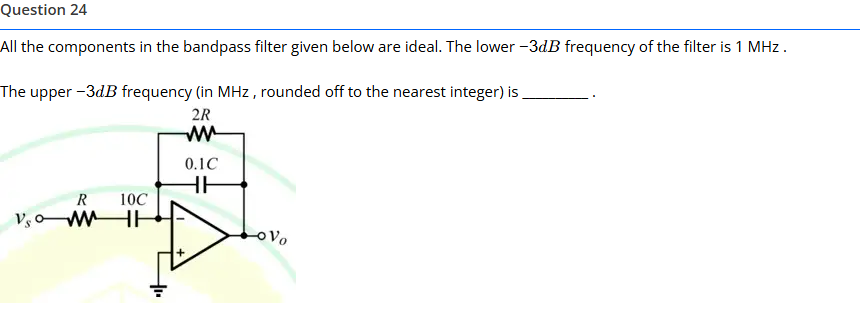 Question 24
All the components in the bandpass filter given below are ideal. The lower −3dB frequency of the filter is 1 MHz .
The upper −3dB frequency (in MHz , rounded off to the nearest integer) is ________ .
2R
0.1C
R 10C
Vs
−
Vo
+